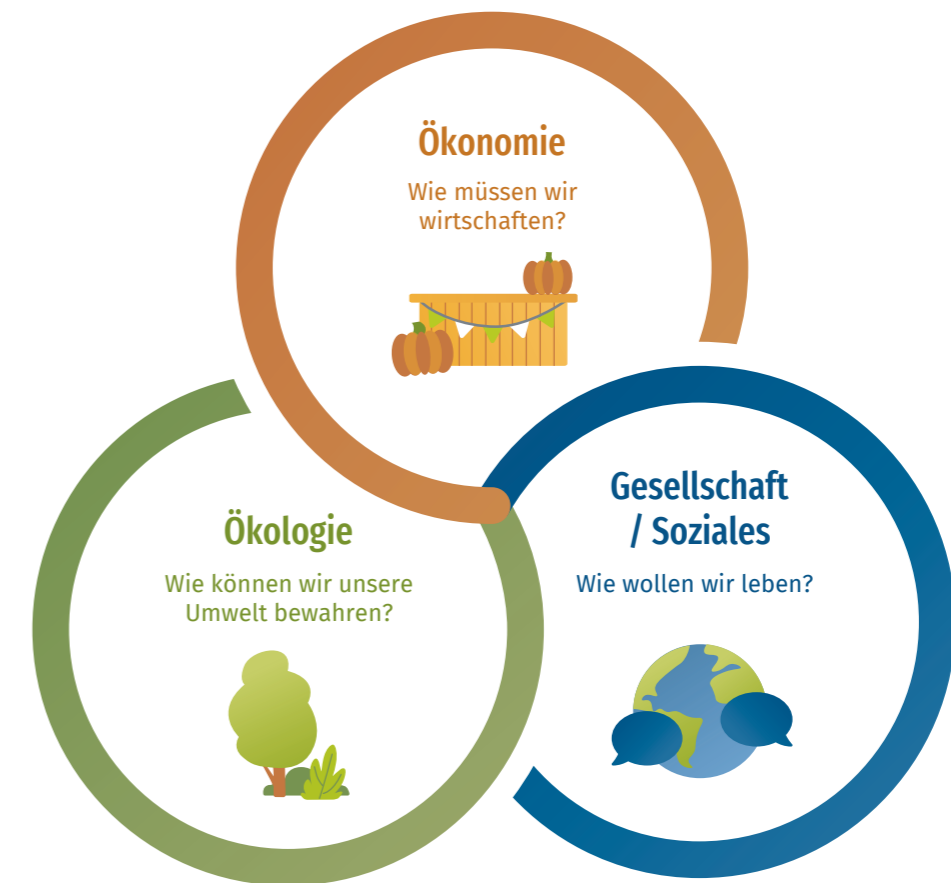 Ökonomie
Wie müssen wir
wirtschaften?
Ökologie
Wie können wir unsere
Umwelt bewahren?
Gesellschaft
/ Soziales
Wie wollen wir leben?